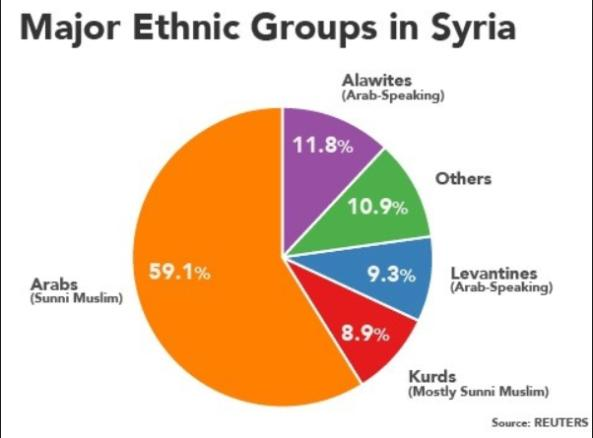 Major Ethnic Groups in Syria
Alawites
(Arab-Speaking)
11.8%
Others
10.9%
Levantines
(Arab-Speaking)
9.3%
Kurds
(Mostly Sunni Muslim)
8.9%
Arabs
(Sunni Muslim)
59.1%
Source: REUTERS